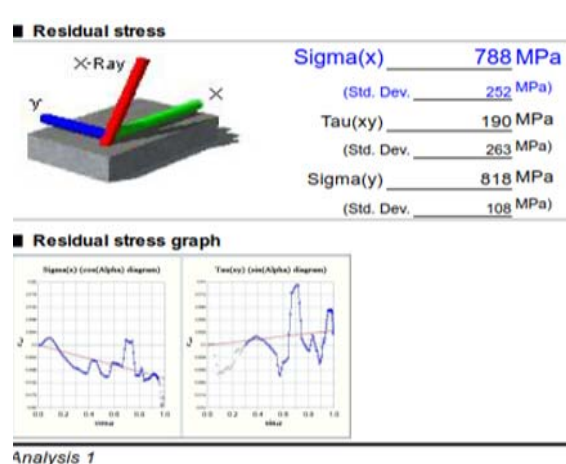 ■ Residual stress
X-Ray
y
X
Sigma(x) 788 MPa
(Std. Dev. 252 MPa)
Tau(xy) 190 MPa
(Std. Dev. 263 MPa)
Sigma(y) 818 MPa
(Std. Dev. 108 MPa)
■ Residual stress graph
Sigma(x) (cos(Alpha) diagram)
0.0 0.2 0.4 0.6 0.8 1.0
Tau(xy) (sin(Alpha) diagram)
0.0 0.2 0.4 0.6 0.8 1.0
Analysis 1